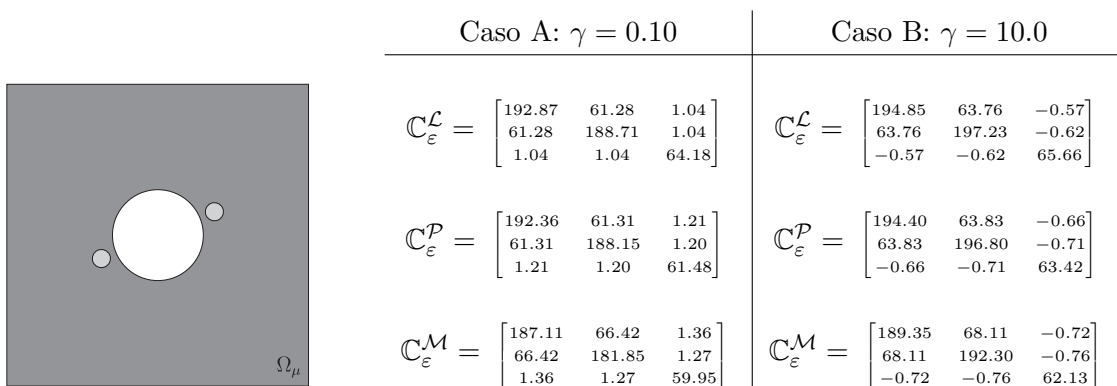 Caso A: γ = 0.10 Caso B: γ = 10.0
ℂ_ε^ℒ = [192.87 61.28 1.04
61.28 188.71 1.04
1.04 1.04 64.18]
ℂ_ε^ℒ = [194.85 63.76 −0.57
63.76 197.23 −0.62
−0.57 −0.62 65.66]
ℂ_ε^𝒫 = [192.36 61.31 1.21
61.31 188.15 1.20
1.21 1.20 61.48]
ℂ_ε^𝒫 = [194.40 63.83 −0.66
63.83 196.80 −0.71
−0.66 −0.71 63.42]
ℂ_ε^ℳ = [187.11 66.42 1.36
66.42 181.85 1.27
1.36 1.27 59.95]
ℂ_ε^ℳ = [189.35 68.11 −0.72
68.11 192.30 −0.76
−0.72 −0.76 62.13]
Ω_μ